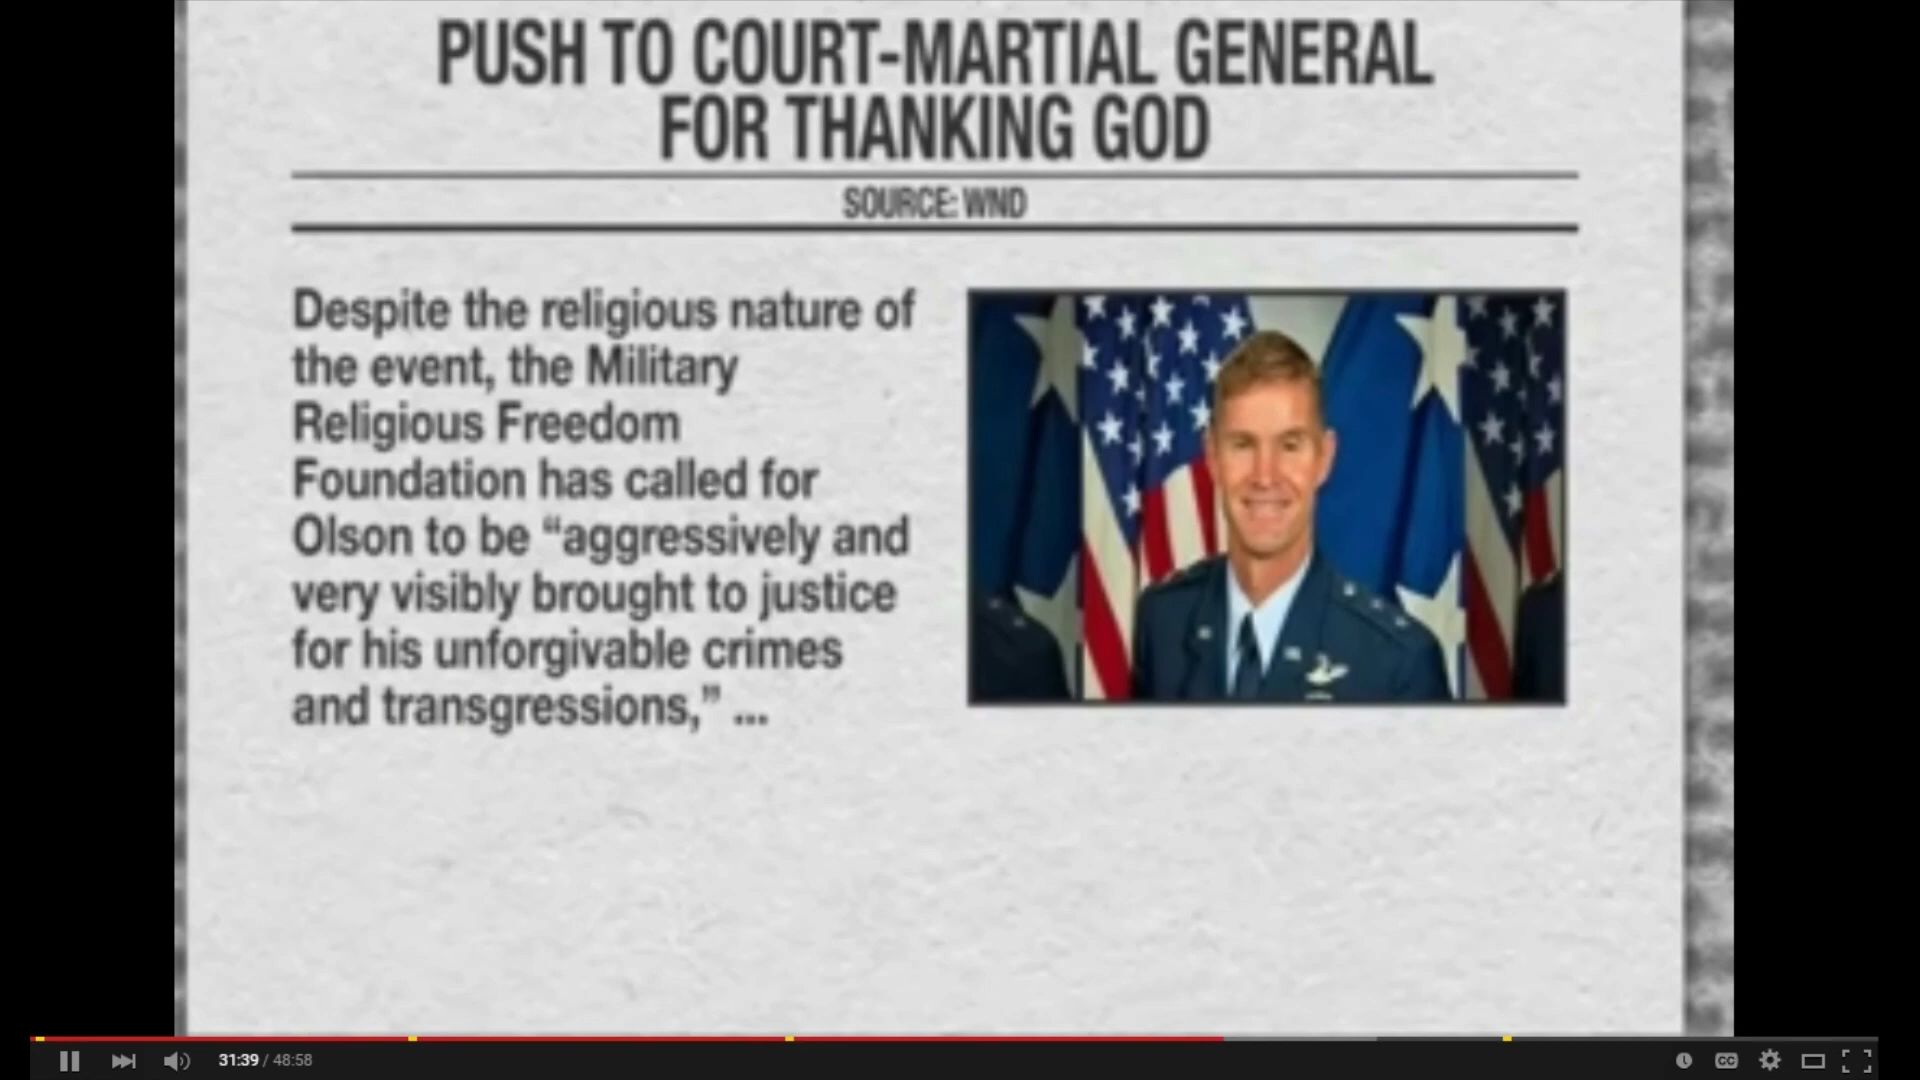 PUSH TO COURT-MARTIAL GENERAL
FOR THANKING GOD
SOURCE: WND
Despite the religious nature of
the event, the Military
Religious Freedom
Foundation has called for
Olson to be “aggressively and
very visibly brought to justice
for his unforgivable crimes
and transgressions,” ...
31:39 / 48:58
CC